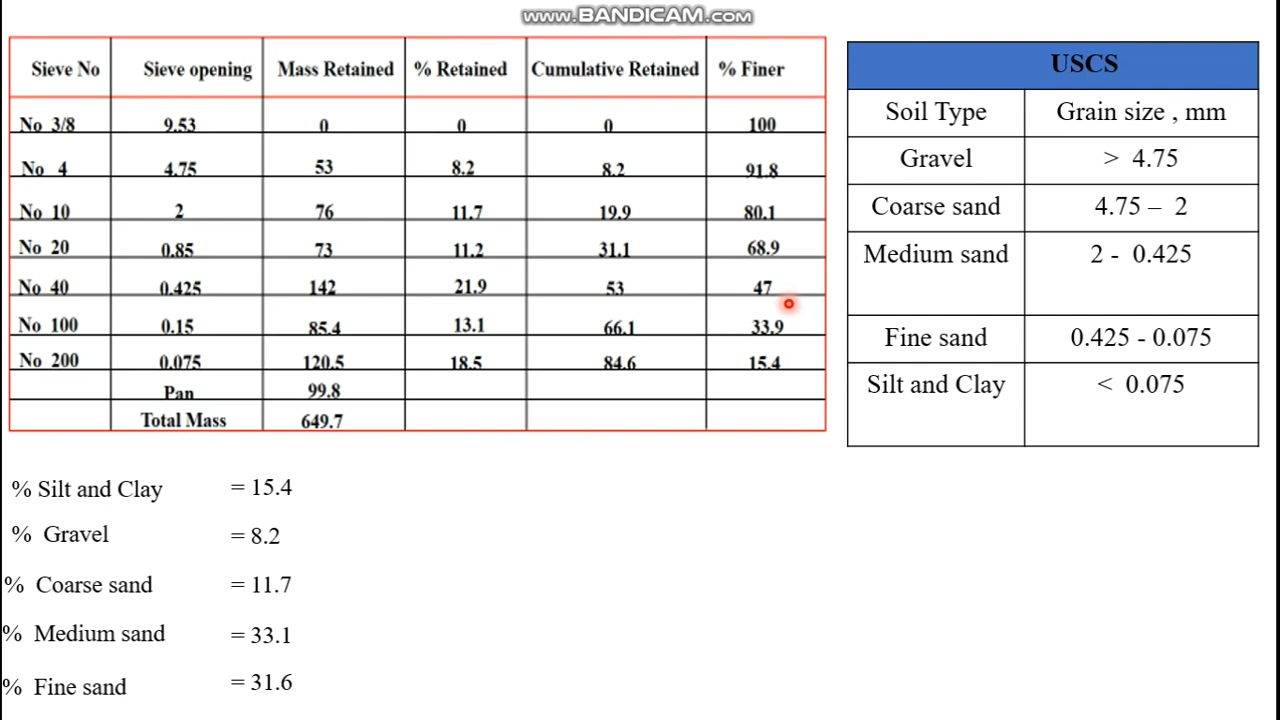 www.BANDICAM.com
Sieve No Sieve opening Mass Retained % Retained Cumulative Retained % Finer
No 3/8 9.53 0 0 0 100
No 4 4.75 53 8.2 8.2 91.8
No 10 2 76 11.7 19.9 80.1
No 20 0.85 73 11.2 31.1 68.9
No 40 0.425 142 21.9 53 47
No 100 0.15 85.4 13.1 66.1 33.9
No 200 0.075 120.5 18.5 84.6 15.4
Pan 99.8
Total Mass 649.7
USCS
Soil Type Grain size , mm
Gravel > 4.75
Coarse sand 4.75 – 2
Medium sand 2 - 0.425
Fine sand 0.425 - 0.075
Silt and Clay < 0.075
% Silt and Clay = 15.4
% Gravel = 8.2
% Coarse sand = 11.7
% Medium sand = 33.1
% Fine sand = 31.6